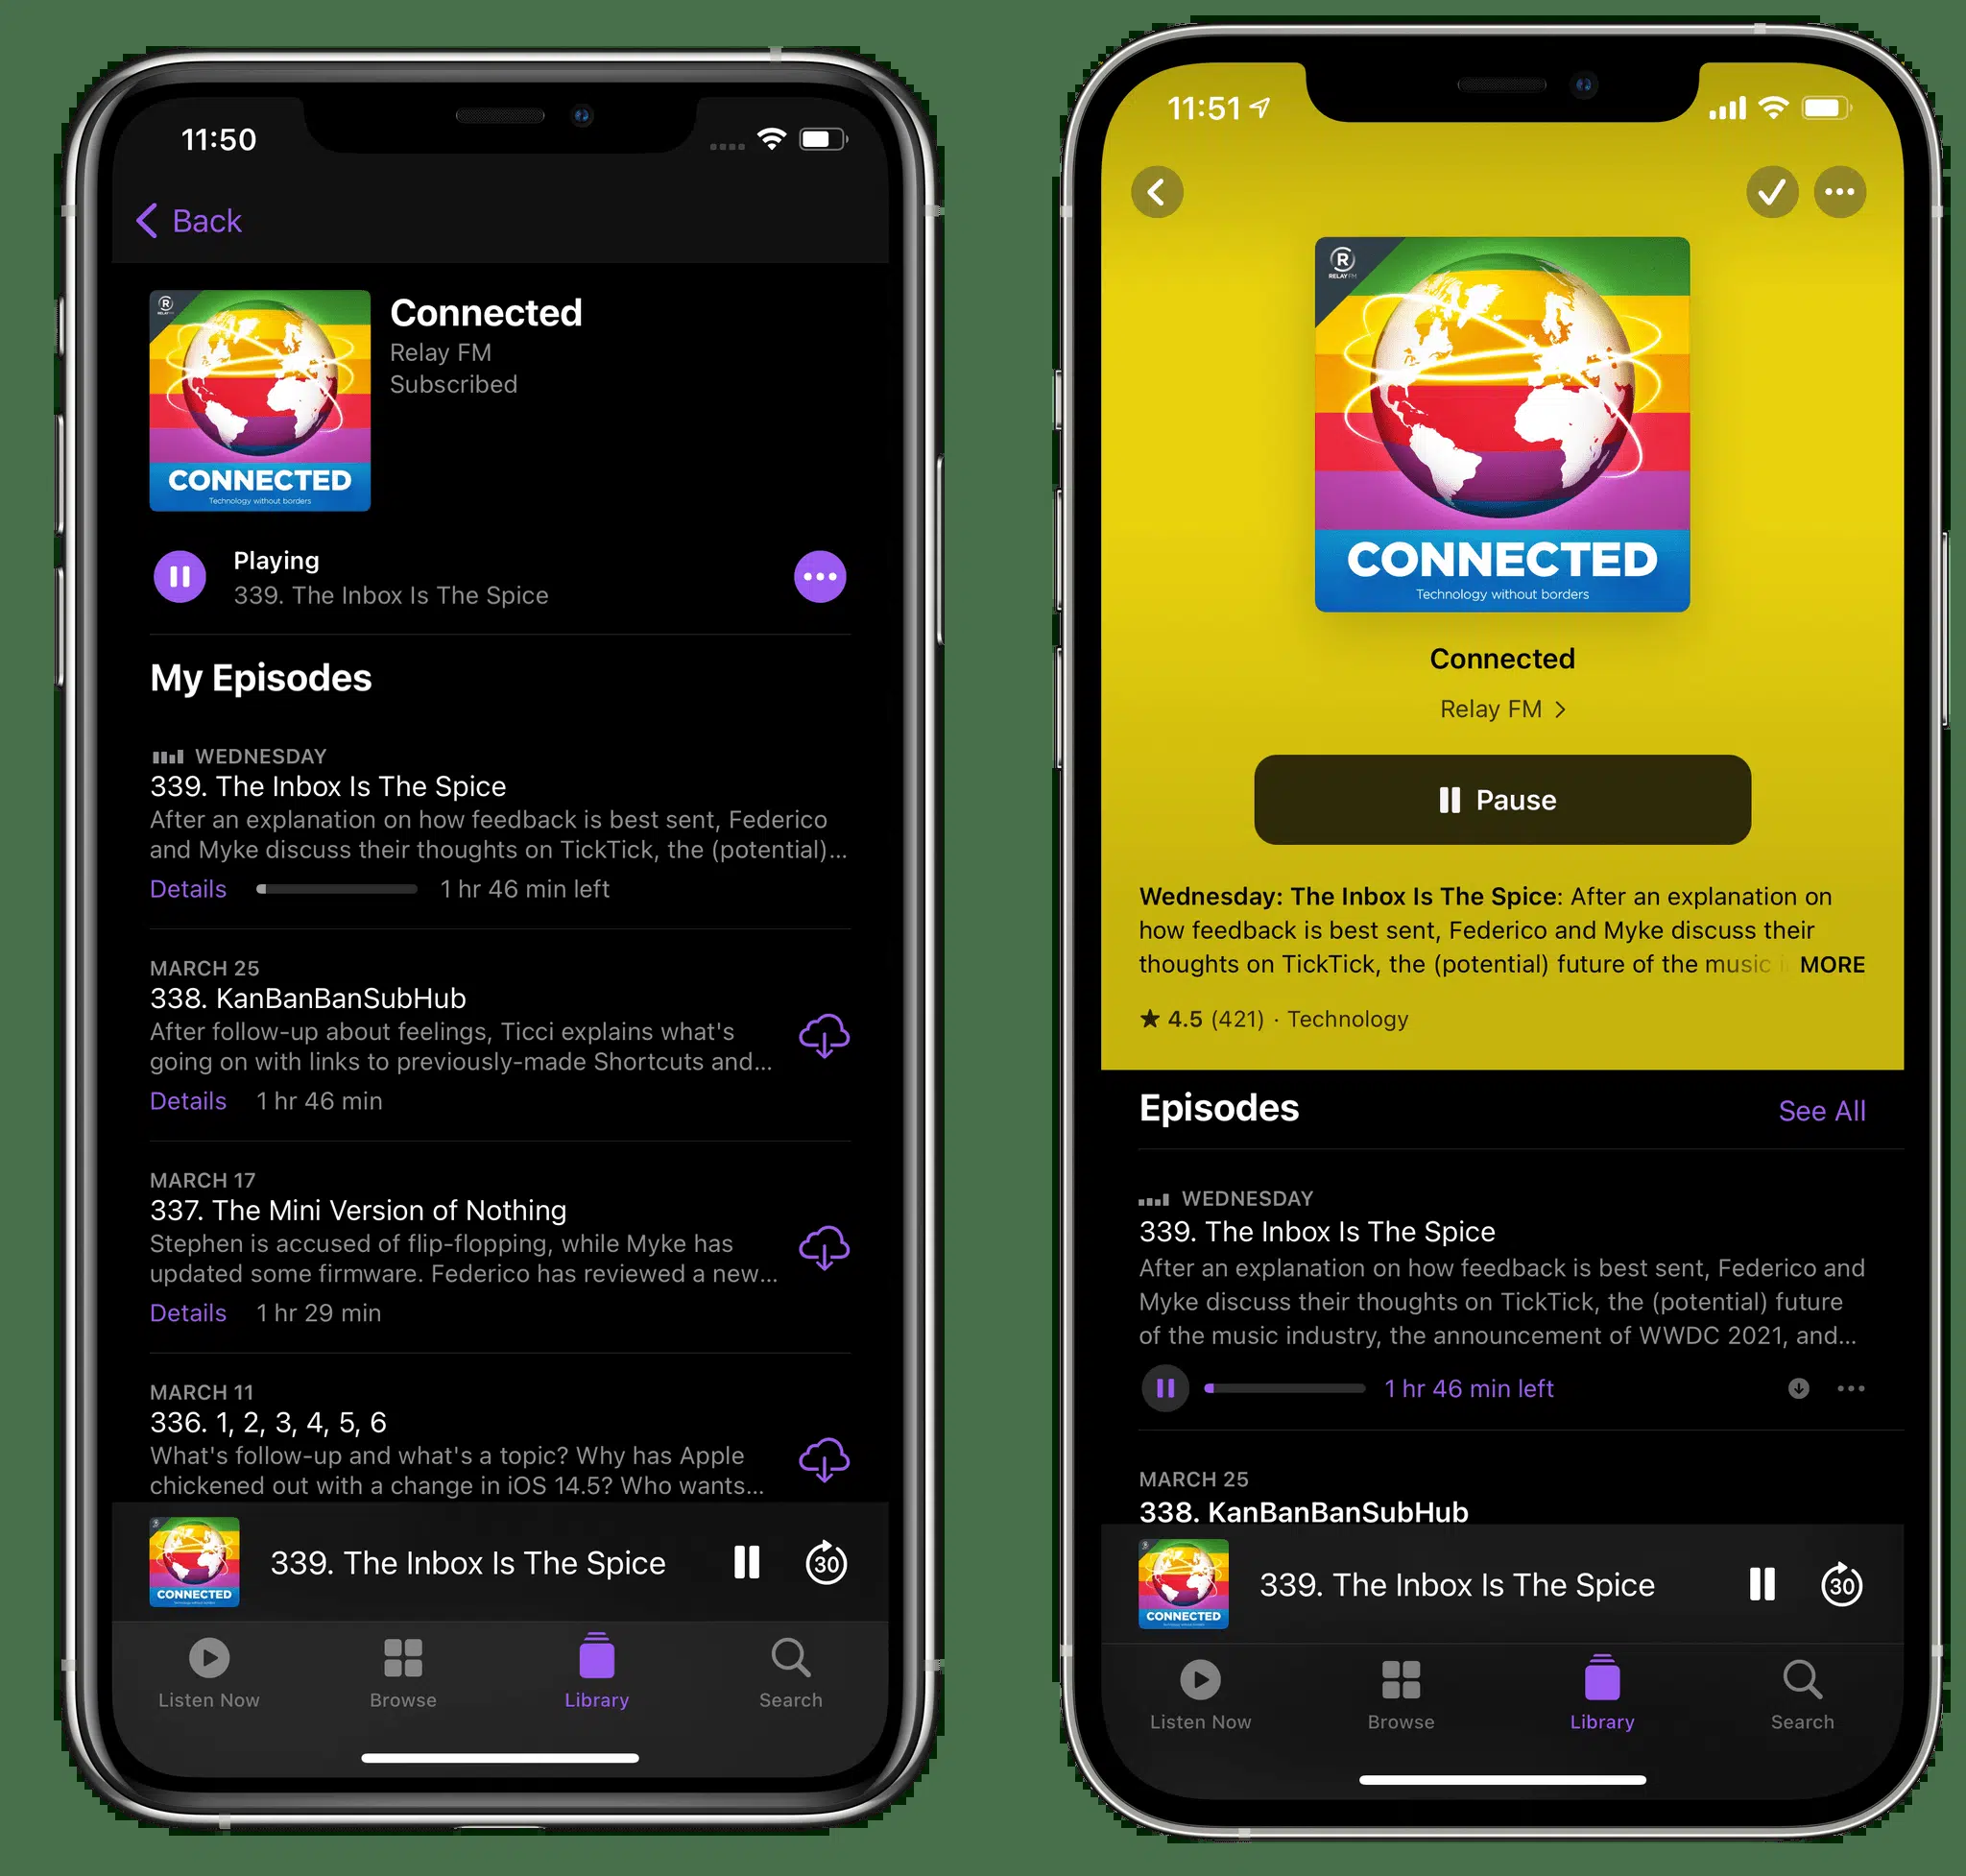 11:50
Back
RELAY FM
CONNECTED
Technology without borders
Connected
Relay FM
Subscribed
Playing
339. The Inbox Is The Spice
My Episodes
WEDNESDAY
339. The Inbox Is The Spice
After an explanation on how feedback is best sent, Federico
and Myke discuss their thoughts on TickTick, the (potential)...
Details 1 hr 46 min left
MARCH 25
338. KanBanBanSubHub
After follow-up about feelings, Ticci explains what's
going on with links to previously-made Shortcuts and...
Details 1 hr 46 min
MARCH 17
337. The Mini Version of Nothing
Stephen is accused of flip-flopping, while Myke has
updated some firmware. Federico has reviewed a new...
Details 1 hr 29 min
MARCH 11
336. 1, 2, 3, 4, 5, 6
What's follow-up and what's a topic? Why has Apple
chickened out with a change in iOS 14.5? Who wants...
CONNECTED
339. The Inbox Is The Spice
30
Listen Now Browse Library Search
11:51
R
RELAY FM
CONNECTED
Technology without borders
Connected
Relay FM
Pause
Wednesday: The Inbox Is The Spice: After an explanation on
how feedback is best sent, Federico and Myke discuss their
thoughts on TickTick, the (potential) future of the music MORE
★ 4.5 (421) · Technology
Episodes See All
WEDNESDAY
339. The Inbox Is The Spice
After an explanation on how feedback is best sent, Federico and
Myke discuss their thoughts on TickTick, the (potential) future
of the music industry, the announcement of WWDC 2021, and...
1 hr 46 min left
MARCH 25
338. KanBanBanSubHub
CONNECTED
339. The Inbox Is The Spice
30
Listen Now Browse Library Search